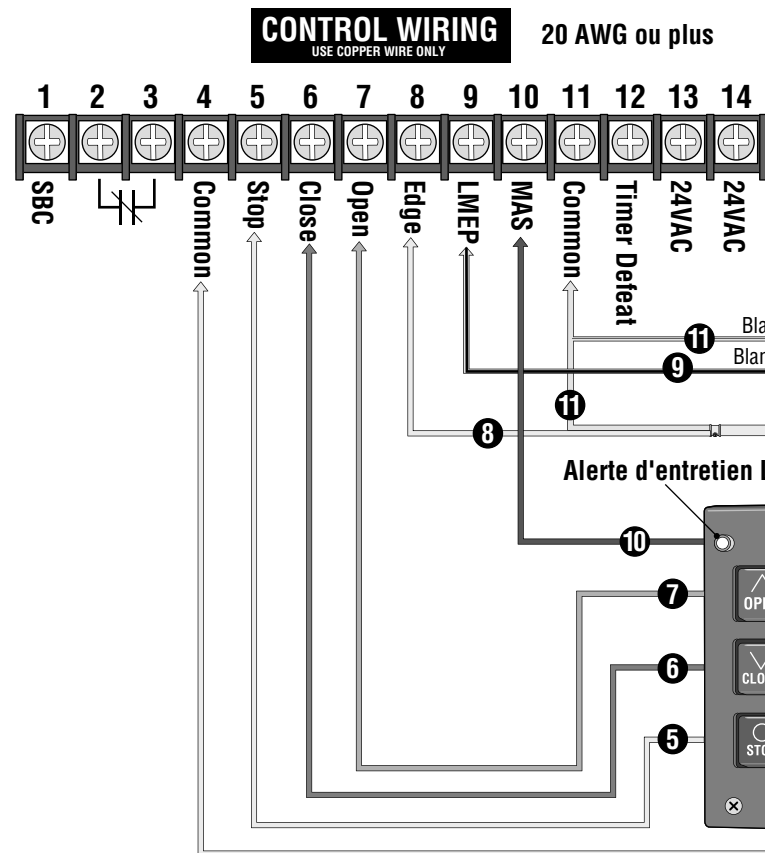 CONTROL WIRING
USE COPPER WIRE ONLY
20 AWG ou plus
1 2 3 4 5 6 7 8 9 10 11 12 13 14
SBC
Common
Stop
Close
Open
Edge
LMEP
MAS
Common
Timer Defeat
24VAC
24VAC
11
9
11
8
Alerte d'entretien
10
7
6
5